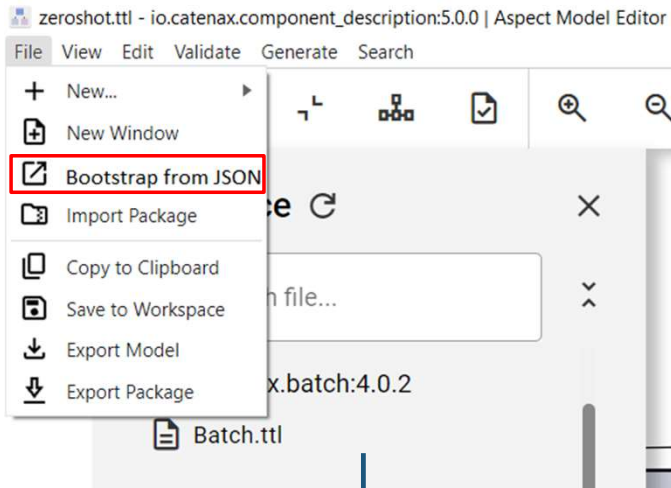 zeroshot.ttl - io.catenax.component_description:5.0.0 | Aspect Model Editor
File View Edit Validate Generate Search
New...
New Window
Bootstrap from JSON
Import Package
Copy to Clipboard
Save to Workspace
Export Model
Export Package
file...
x.batch:4.0.2
Batch.ttl